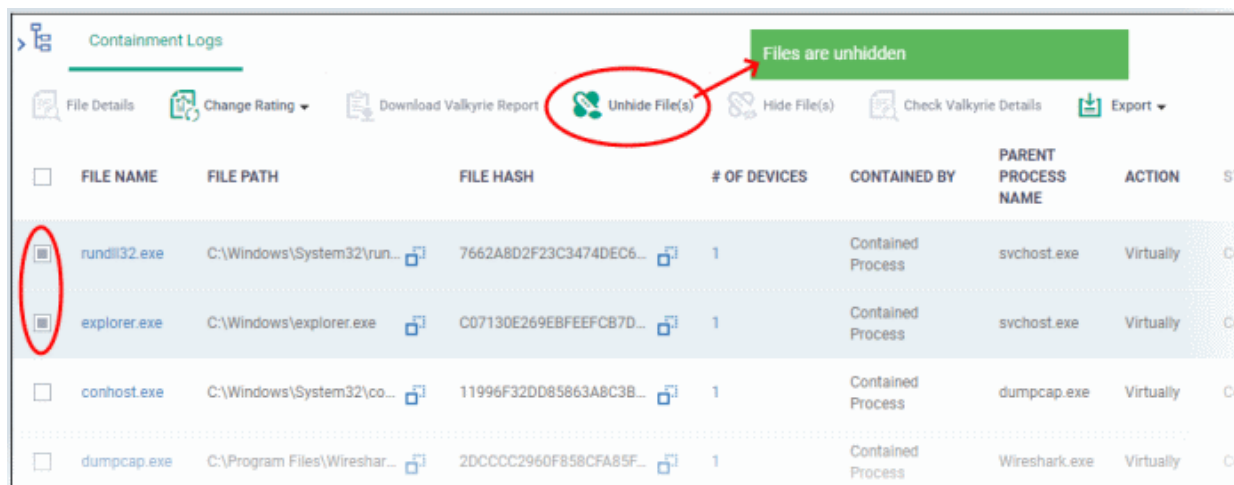 Containment Logs
Files are unhidden
File Details Change Rating Download Valkyrie Report Unhide File(s) Hide File(s) Check Valkyrie Details Export
FILE NAME FILE PATH FILE HASH # OF DEVICES CONTAINED BY PARENT PROCESS NAME ACTION
rundll32.exe C:\Windows\System32\run... 7662A8D2F23C3474DEC6... 1 Contained Process svchost.exe Virtually
explorer.exe C:\Windows\explorer.exe C07130E269EBFEEFCB7D... 1 Contained Process svchost.exe Virtually
conhost.exe C:\Windows\System32\co... 11996F32DD85863A8C3B... 1 Contained Process dumpcap.exe Virtually
dumpcap.exe C:\Program Files\Wireshar... 2DCCCC2960F858CFA85F... 1 Contained Process Wireshark.exe Virtually